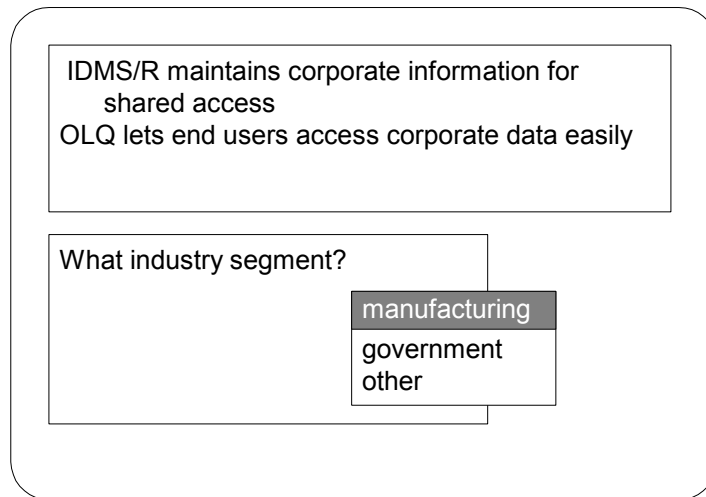 IDMS/R maintains corporate information for
shared access
OLQ lets end users access corporate data easily
What industry segment?
manufacturing
government
other